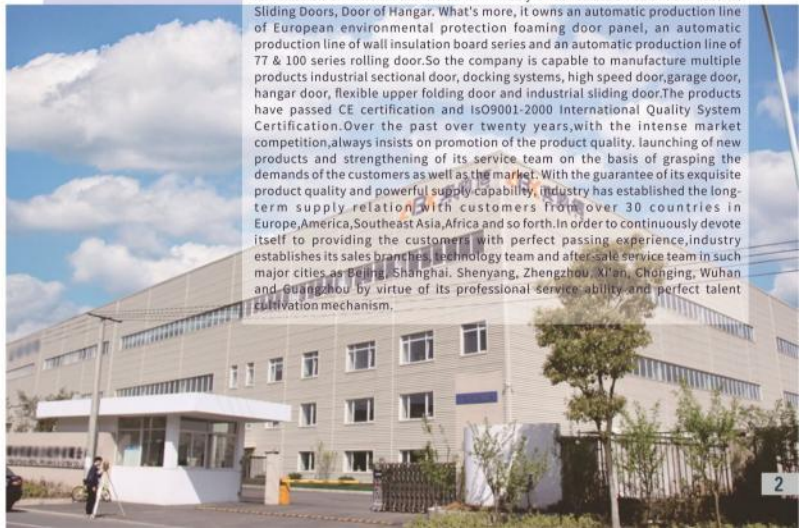 Sliding Doors, Door of Hangar. What's more, it owns an automatic production line
of European environmental protection foaming door panel, an automatic
production line of wall insulation board series and an automatic production line of
77 & 100 series rolling door.So the company is capable to manufacture multiple
products industrial sectional door, docking systems, high speed door,garage door,
hangar door, flexible upper folding door and industrial sliding door.The products
have passed CE certification and IsO9001-2000 International Quality System
Certification.Over the past over twenty years,with the intense market
competition,always insists on promotion of the product quality. launching of new
products and strengthening of its service team on the basis of grasping the
demands of the customers as well as the market. With the guarantee of its exquisite
product quality and powerful supply capability, industry has established the long-
term supply relation with customers from over 30 countries in
Europe,America,Southeast Asia,Africa and so forth.In order to continuously devote
itself to providing the customers with perfect passing experience,industry
establishes its sales branches, technology team and after-sale service team in such
major cities as Bejing, Shanghai. Shenyang, Zhengzhou. Xi'an, Chonging, Wuhan
and Guangzhou by virtue of its professional service ability and perfect talent
cultivation mechanism.
2